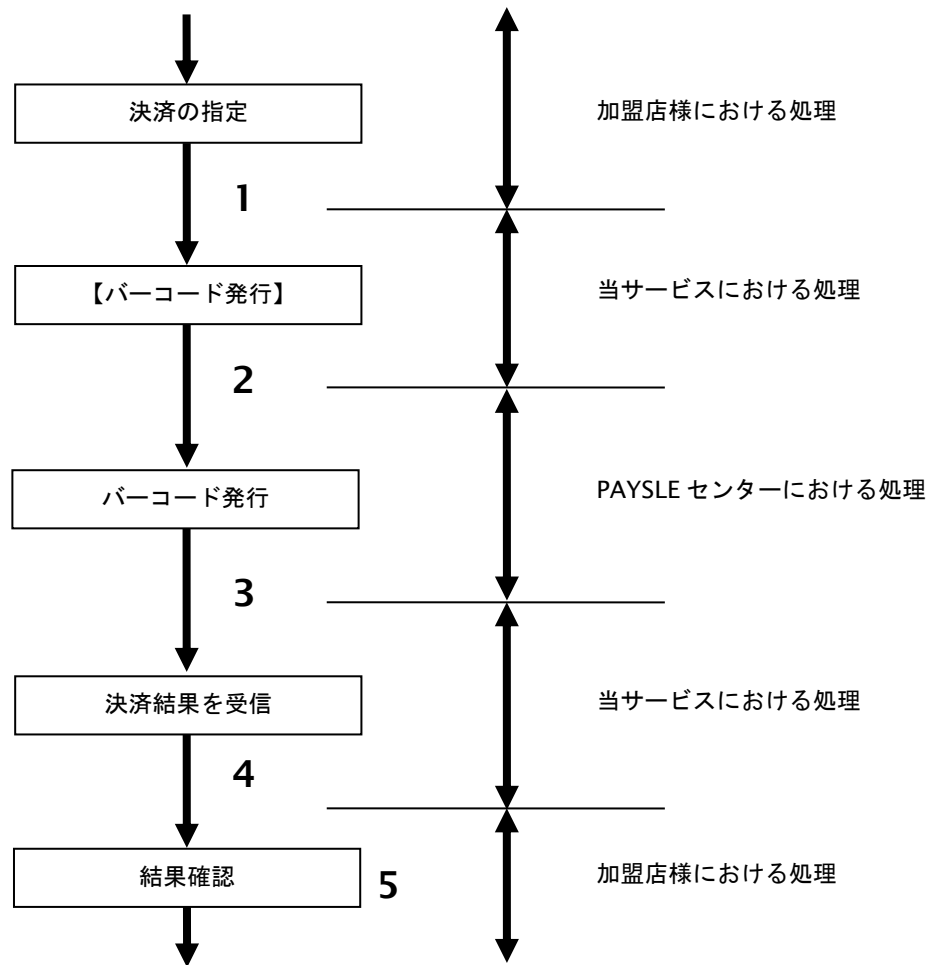 決済の指定
加盟店様における処理
1
【バーコード発行】
当サービスにおける処理
2
バーコード発行
PAYSLE センターにおける処理
3
決済結果を受信
当サービスにおける処理
4
結果確認
5
加盟店様における処理